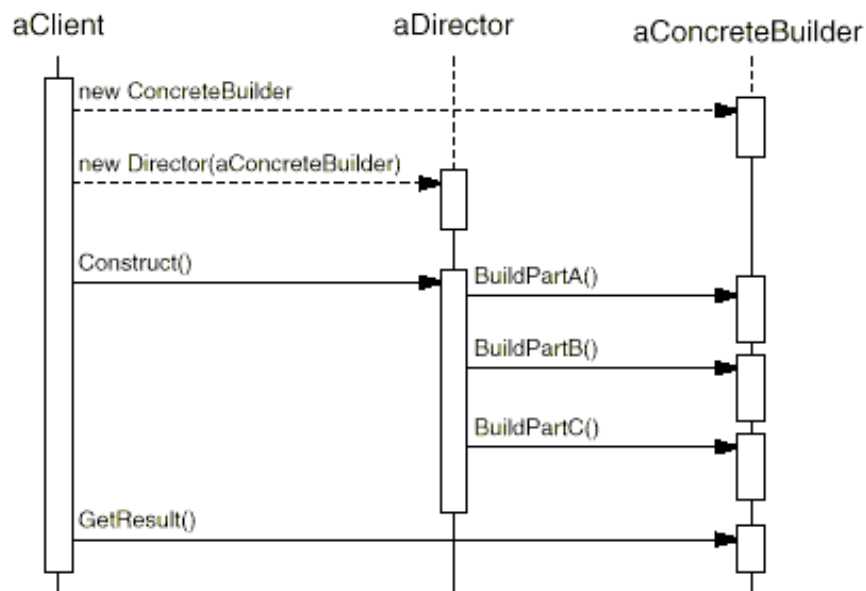 aClient
aDirector
aConcreteBuilder
new ConcreteBuilder
new Director(aConcreteBuilder)
Construct()
BuildPartA()
BuildPartB()
BuildPartC()
GetResult()